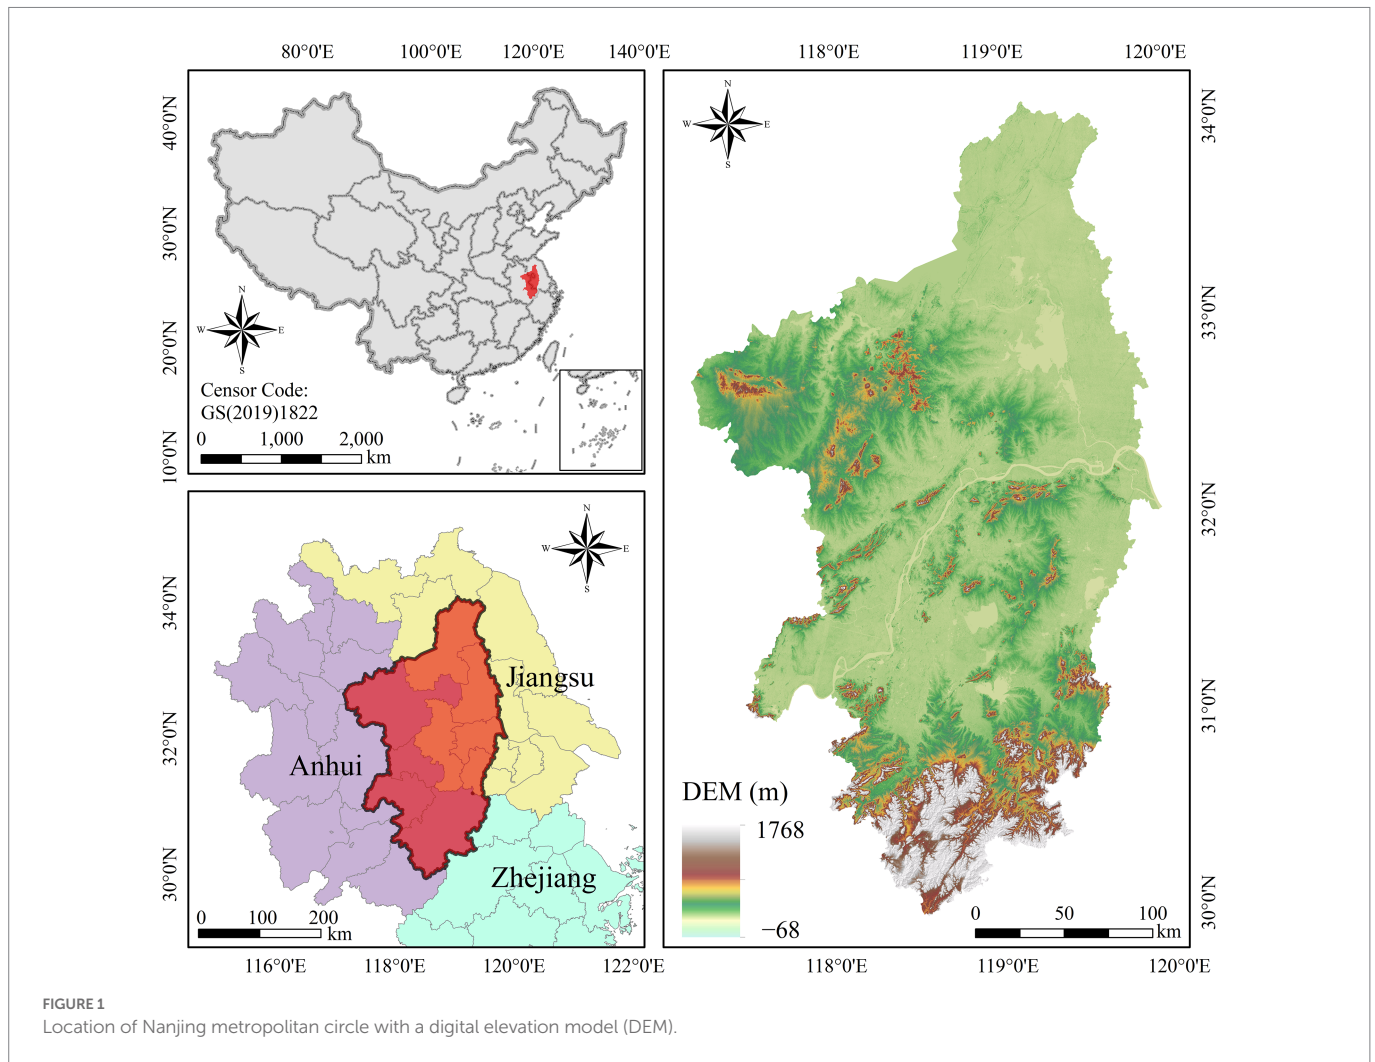 80°0'E 100°0'E 120°0'E 140°0'E
118°0'E 119°0'E 120°0'E
40°0'N
30°0'N
20°0'N
10°0'N
N
W E
S
Censor Code:
GS(2019)1822
0 1,000 2,000
km
34°0'N
32°0'N
30°0'N
N
W E
S
Jiangsu
Anhui
Zhejiang
0 100 200
km
116°0'E 118°0'E 120°0'E 122°0'E
N
W E
S
34°0'N
33°0'N
32°0'N
31°0'N
30°0'N
DEM (m)
1768
−68
0 50 100
km
118°0'E 119°0'E 120°0'E
FIGURE 1
Location of Nanjing metropolitan circle with a digital elevation model (DEM).